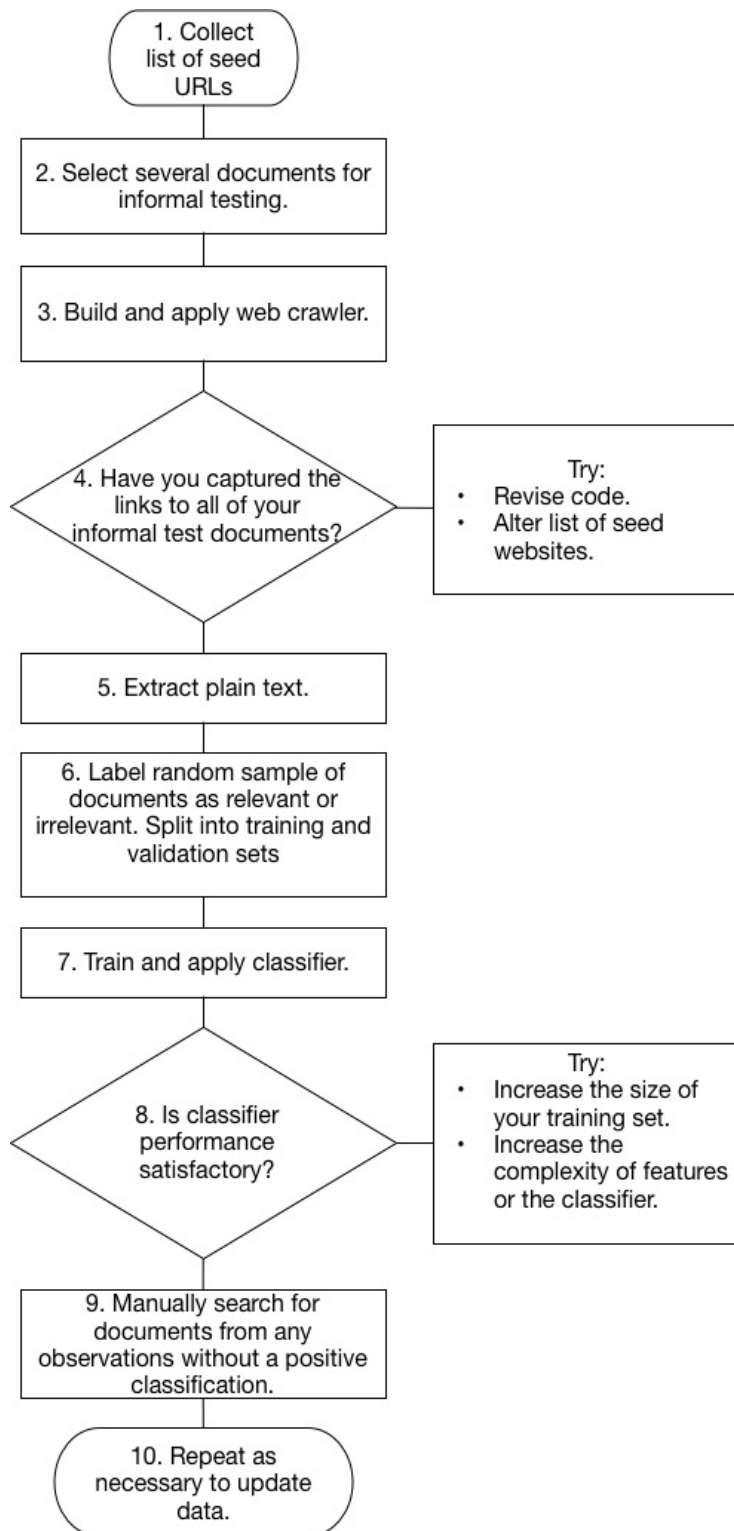 1. Collect
list of seed
URLs
2. Select several documents for
informal testing.
3. Build and apply web crawler.
4. Have you captured the
links to all of your
informal test documents?
Try:
• Revise code.
• Alter list of seed
websites.
5. Extract plain text.
6. Label random sample of
documents as relevant or
irrelevant. Split into training and
validation sets
7. Train and apply classifier.
8. Is classifier
performance
satisfactory?
Try:
• Increase the size of
your training set.
• Increase the
complexity of features
or the classifier.
9. Manually search for
documents from any
observations without a positive
classification.
10. Repeat as
necessary to update
data.